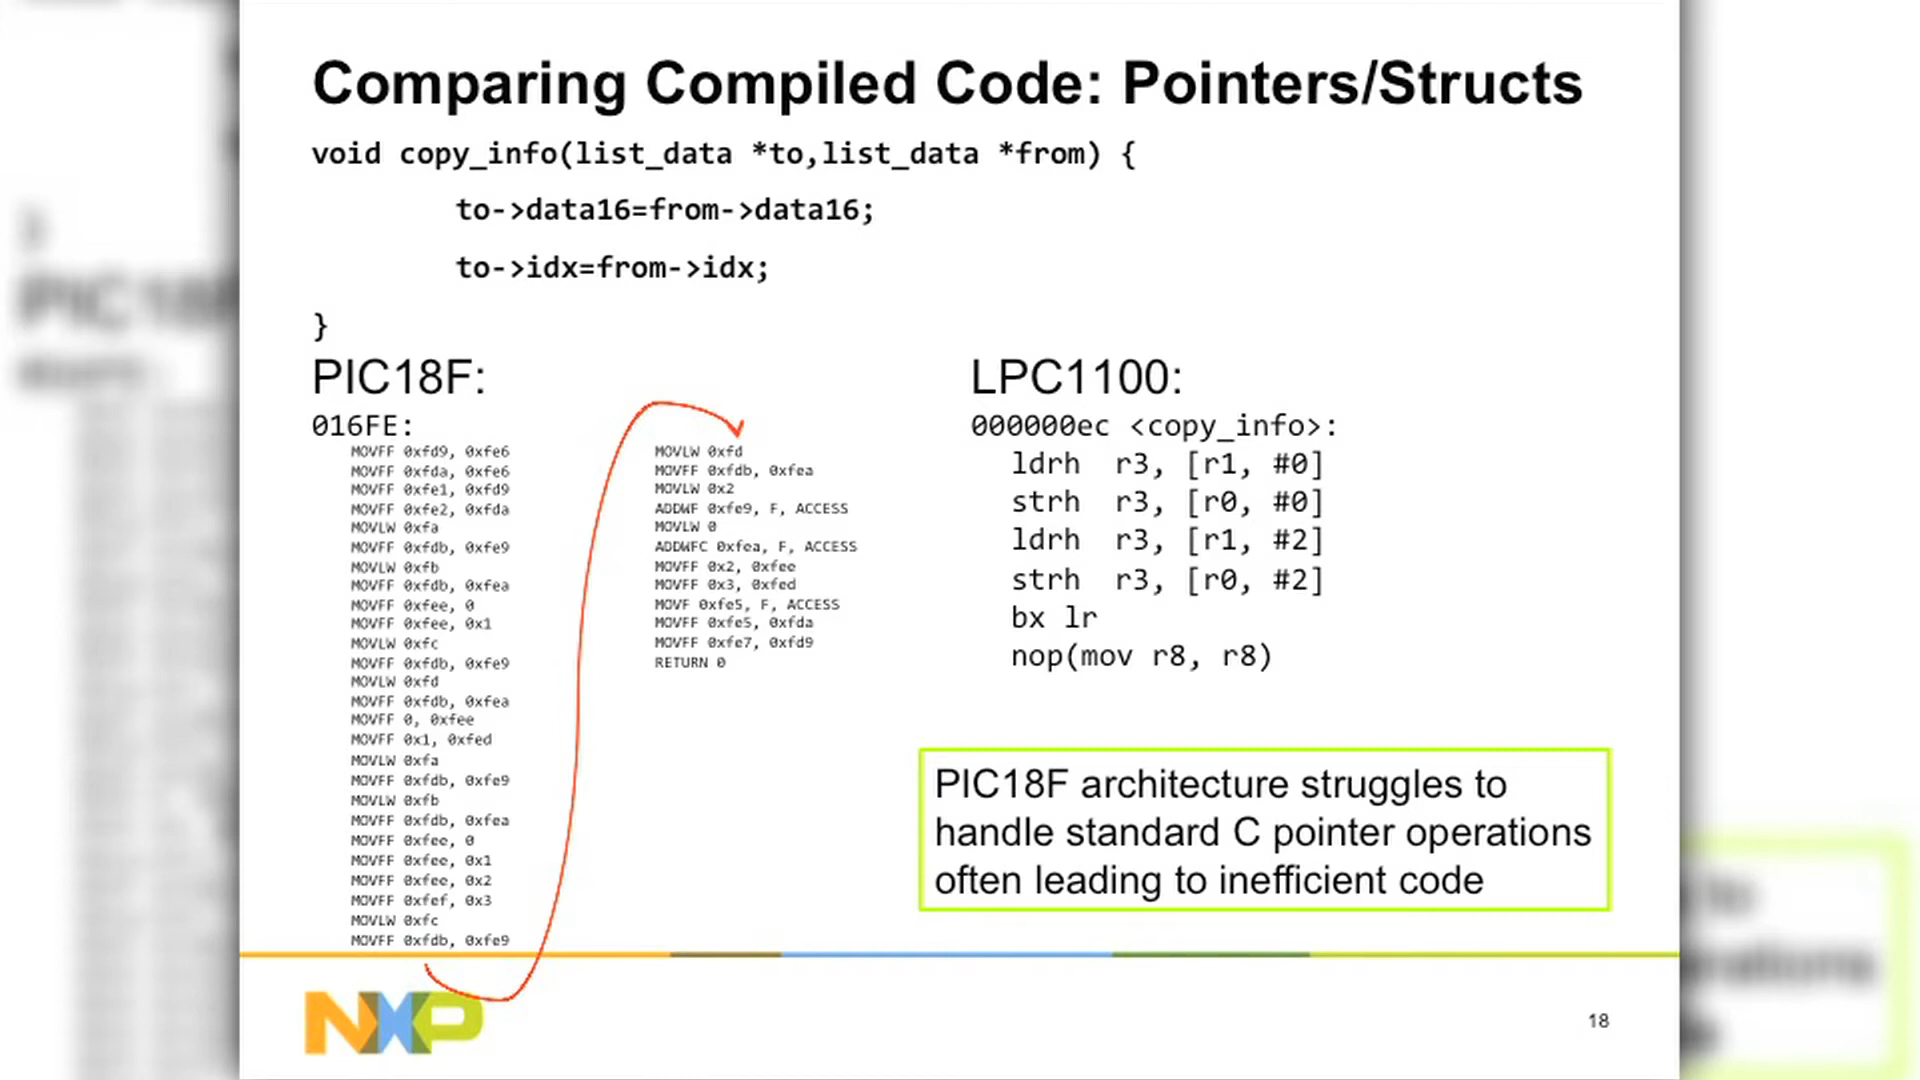 Comparing Compiled Code: Pointers/Structs
void copy_info(list_data *to,list_data *from) {
to->data16=from->data16;
to->idx=from->idx;
}
PIC18F:
016FE:
MOVFF 0xfd9, 0xfe6
MOVFF 0xfda, 0xfe6
MOVFF 0xfe1, 0xfd9
MOVFF 0xfe2, 0xfda
MOVLW 0xfa
MOVFF 0xfdb, 0xfe9
MOVLW 0xfb
MOVFF 0xfdb, 0xfea
MOVFF 0xfee, 0
MOVFF 0xfee, 0x1
MOVLW 0xfc
MOVFF 0xfdb, 0xfe9
MOVLW 0xfd
MOVFF 0xfdb, 0xfea
MOVFF 0, 0xfee
MOVFF 0x1, 0xfed
MOVLW 0xfa
MOVFF 0xfdb, 0xfe9
MOVLW 0xfb
MOVFF 0xfdb, 0xfea
MOVFF 0xfee, 0
MOVFF 0xfee, 0x1
MOVFF 0xfee, 0x2
MOVFF 0xfef, 0x3
MOVLW 0xfc
MOVFF 0xfdb, 0xfe9
MOVLW 0xfd
MOVFF 0xfdb, 0xfea
MOVLW 0x2
ADDWF 0xfe9, F, ACCESS
MOVLW 0
ADDWFC 0xfea, F, ACCESS
MOVFF 0x2, 0xfee
MOVFF 0x3, 0xfed
MOVF 0xfe5, F, ACCESS
MOVFF 0xfe5, 0xfda
MOVFF 0xfe7, 0xfd9
RETURN 0
LPC1100:
000000ec <copy_info>:
ldrh r3, [r1, #0]
strh r3, [r0, #0]
ldrh r3, [r1, #2]
strh r3, [r0, #2]
bx lr
nop(mov r8, r8)
PIC18F architecture struggles to
handle standard C pointer operations
often leading to inefficient code
NXP
18